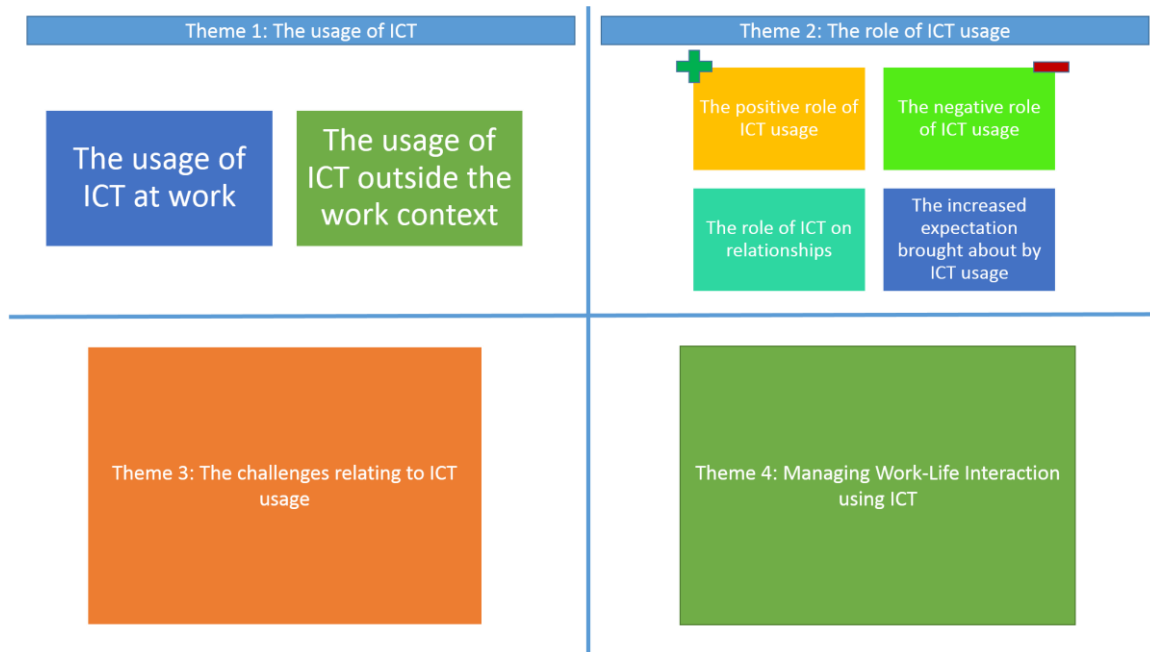 Theme 1: The usage of ICT
The usage of
ICT at work
The usage of
ICT outside the
work context
Theme 2: The role of ICT usage
The positive role of
ICT usage
The negative role
of ICT usage
The role of ICT on
relationships
The increased
expectation
brought about by
ICT usage
Theme 3: The challenges relating to ICT
usage
Theme 4: Managing Work-Life Interaction
using ICT